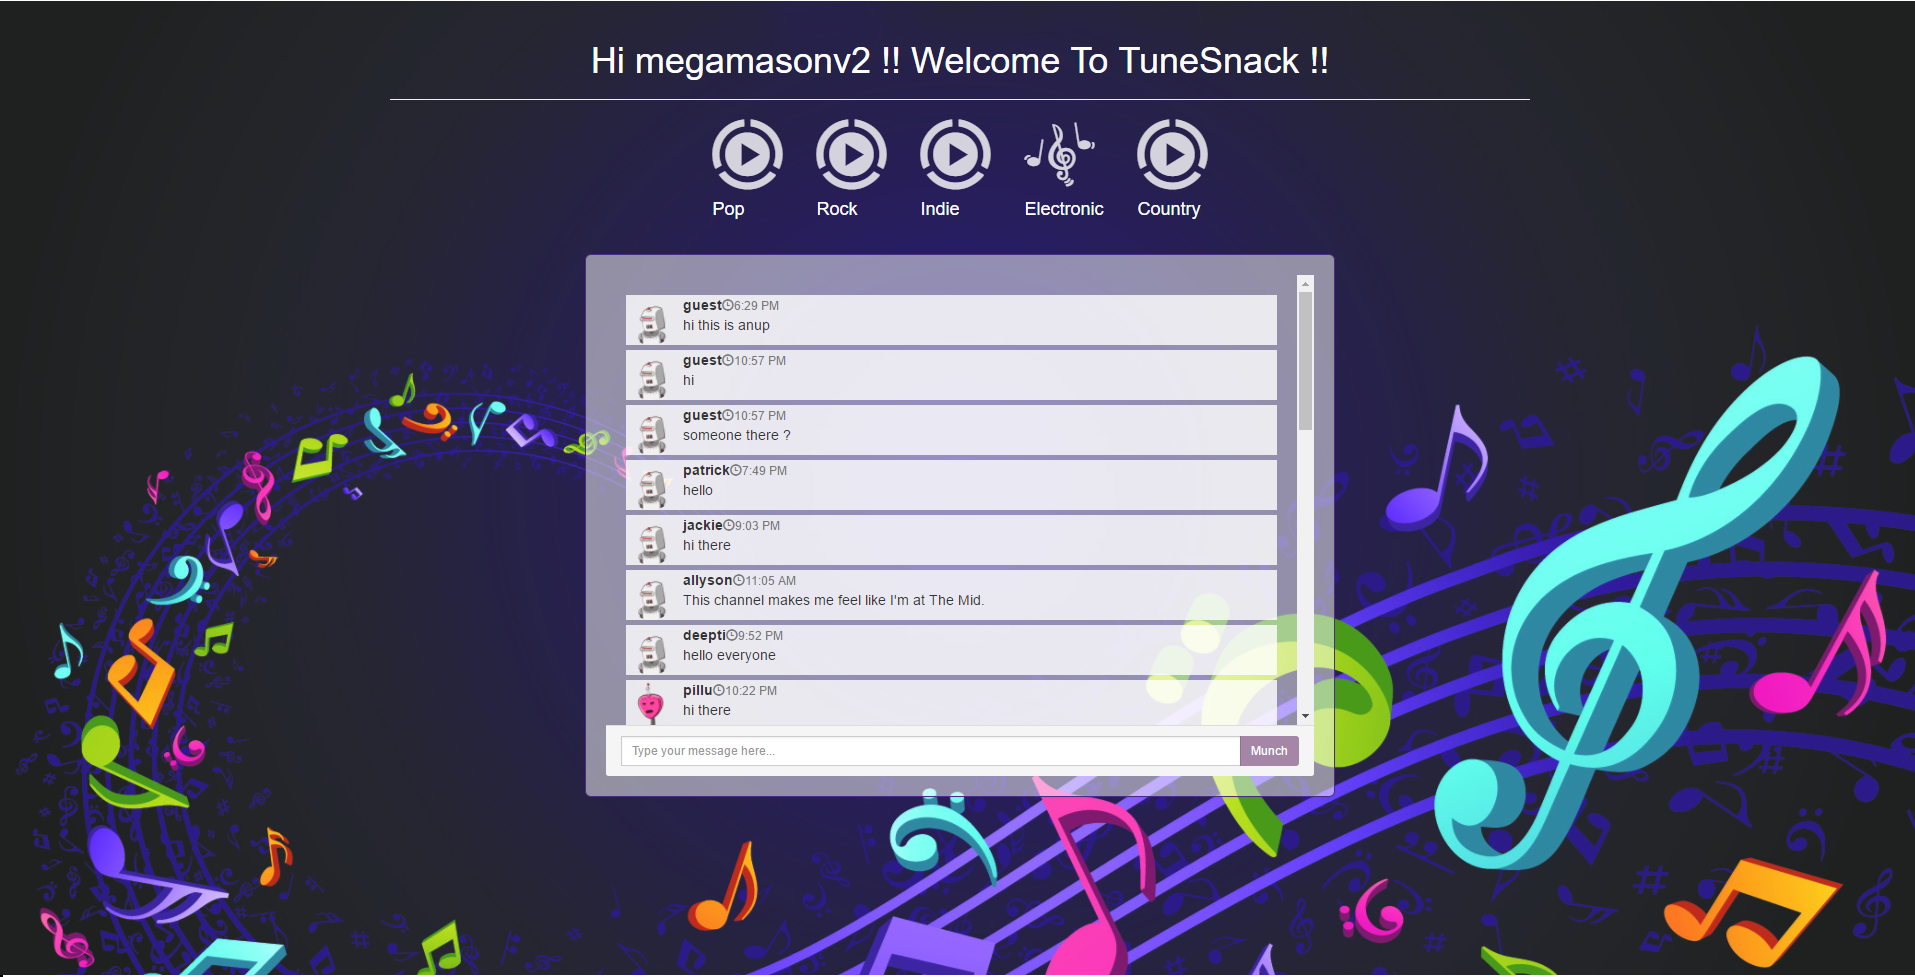 Hi megamasonv2 !! Welcome To TuneSnack !!
Pop Rock Indie Electronic Country
guest 6:29 PM
hi this is anup
guest 10:57 PM
hi
guest 10:57 PM
someone there ?
patrick 7:49 PM
hello
jackie 9:03 PM
hi there
allyson 11:05 AM
This channel makes me feel like I'm at The Mid.
deepti 9:52 PM
hello everyone
pillu 10:22 PM
hi there
Type your message here... Munch